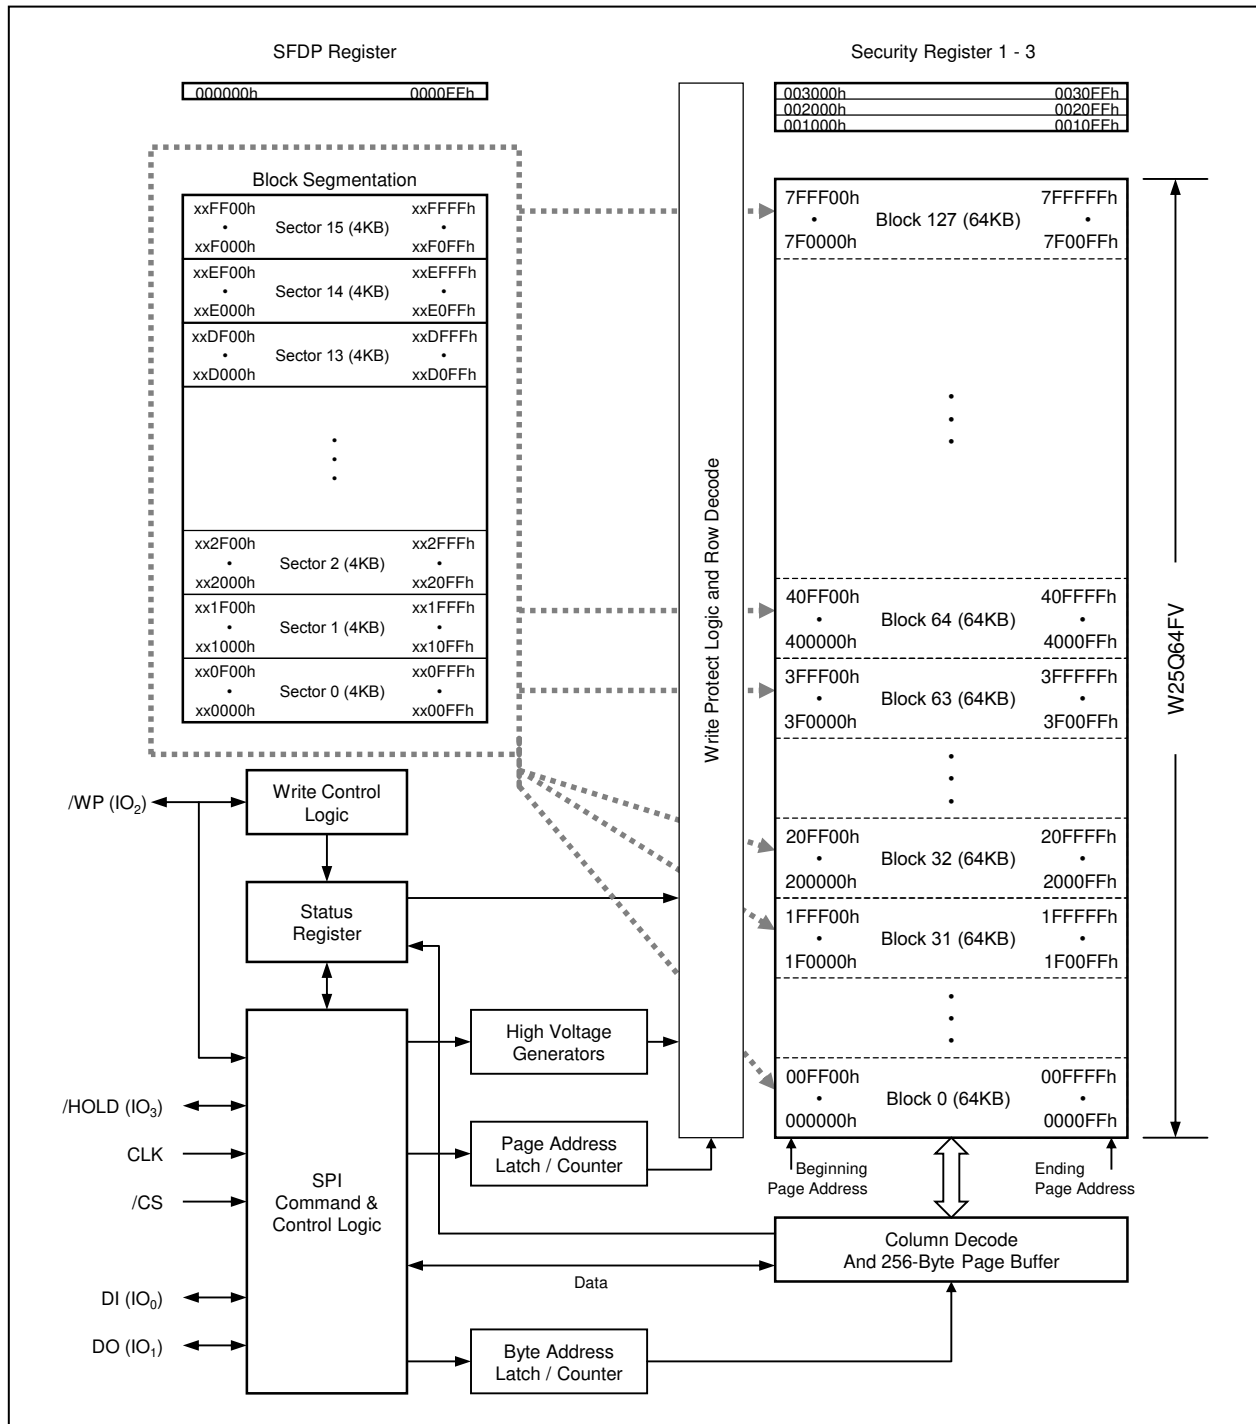 SFDP Register
000000h 0000FFh
Security Register 1 - 3
003000h 0030FFh
002000h 0020FFh
001000h 0010FFh
Block Segmentation
xxFF00h xxFFFFh
• Sector 15 (4KB) •
xxF000h xxF0FFh
xxEF00h xxEFFFh
• Sector 14 (4KB) •
xxE000h xxE0FFh
xxDF00h xxDFFFh
• Sector 13 (4KB) •
xxD000h xxD0FFh
xx2F00h xx2FFFh
• Sector 2 (4KB) •
xx2000h xx20FFh
xx1F00h xx1FFFh
• Sector 1 (4KB) •
xx1000h xx10FFh
xx0F00h xx0FFFh
• Sector 0 (4KB) •
xx0000h xx00FFh
Write Protect Logic and Row Decode
7FFF00h 7FFFFFh
• Block 127 (64KB) •
7F0000h 7F00FFh
40FF00h 40FFFFh
• Block 64 (64KB) •
400000h 4000FFh
3FFF00h 3FFFFFh
• Block 63 (64KB) •
3F0000h 3F00FFh
20FF00h 20FFFFh
• Block 32 (64KB) •
200000h 2000FFh
1FFF00h 1FFFFFh
• Block 31 (64KB) •
1F0000h 1F00FFh
00FF00h 00FFFFh
• Block 0 (64KB) •
000000h 0000FFh
W25Q64FV
Beginning
Page Address
Ending
Page Address
/WP (IO2)
Write Control
Logic
Status
Register
High Voltage
Generators
/HOLD (IO3)
CLK
/CS
DI (IO0)
DO (IO1)
SPI
Command &
Control Logic
Page Address
Latch / Counter
Column Decode
And 256-Byte Page Buffer
Data
Byte Address
Latch / Counter